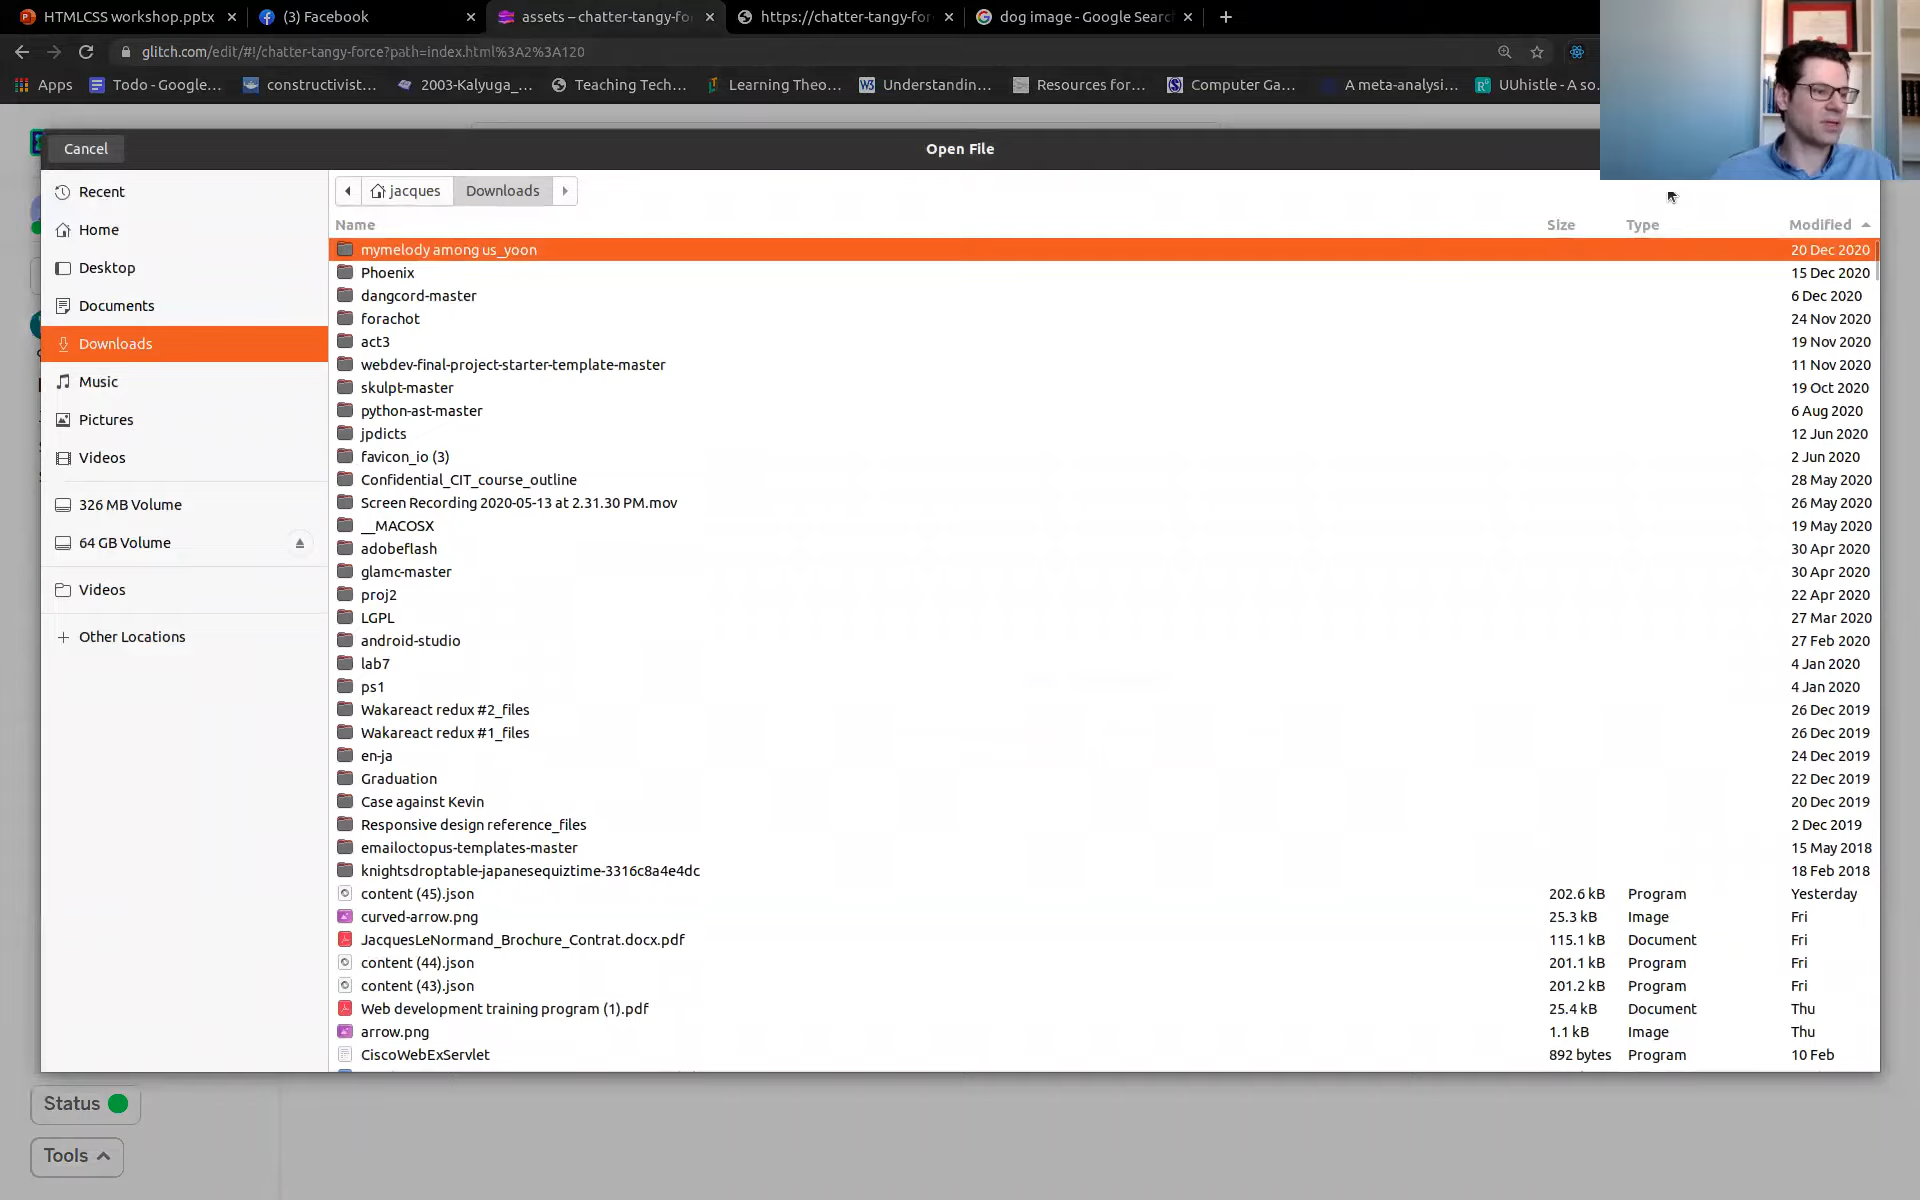 HTMLCSS workshop.pptx
(3) Facebook
assets – chatter-tangy-fo
https://chatter-tangy-for
dog image - Google Searc
glitch.com/edit/#!/chatter-tangy-force?path=index.html%3A2%3A120
Apps
Todo - Google...
constructivist...
2003-Kalyuga_...
Teaching Tech...
Learning Theo...
Understandin...
Resources for...
Computer Ga...
A meta-analysi...
UUhistle - A so...
Cancel
Open File
Recent
Home
Desktop
Documents
Downloads
Music
Pictures
Videos
326 MB Volume
64 GB Volume
Videos
Other Locations
jacques
Downloads
Name Size Type Modified
mymelody among us_yoon 20 Dec 2020
Phoenix 15 Dec 2020
dangcord-master 6 Dec 2020
forachot 24 Nov 2020
act3 19 Nov 2020
webdev-final-project-starter-template-master 11 Nov 2020
skulpt-master 19 Oct 2020
python-ast-master 6 Aug 2020
jpdicts 12 Jun 2020
favicon_io (3) 2 Jun 2020
Confidential_CIT_course_outline 28 May 2020
Screen Recording 2020-05-13 at 2.31.30 PM.mov 26 May 2020
__MACOSX 19 May 2020
adobeflash 30 Apr 2020
glamc-master 30 Apr 2020
proj2 22 Apr 2020
LGPL 27 Mar 2020
android-studio 27 Feb 2020
lab7 4 Jan 2020
ps1 4 Jan 2020
Wakareact redux #2_files 26 Dec 2019
Wakareact redux #1_files 26 Dec 2019
en-ja 24 Dec 2019
Graduation 22 Dec 2019
Case against Kevin 20 Dec 2019
Responsive design reference_files 2 Dec 2019
emailoctopus-templates-master 15 May 2018
knightsdroptable-japanesequiztime-3316c8a4e4dc 18 Feb 2018
content (45).json 202.6 kB Program Yesterday
curved-arrow.png 25.3 kB Image Fri
JacquesLeNormand_Brochure_Contrat.docx.pdf 115.1 kB Document Fri
content (44).json 201.1 kB Program Fri
content (43).json 201.2 kB Program Fri
Web development training program (1).pdf 25.4 kB Document Thu
arrow.png 1.1 kB Image Thu
CiscoWebExServlet 892 bytes Program 10 Feb
Status
Tools